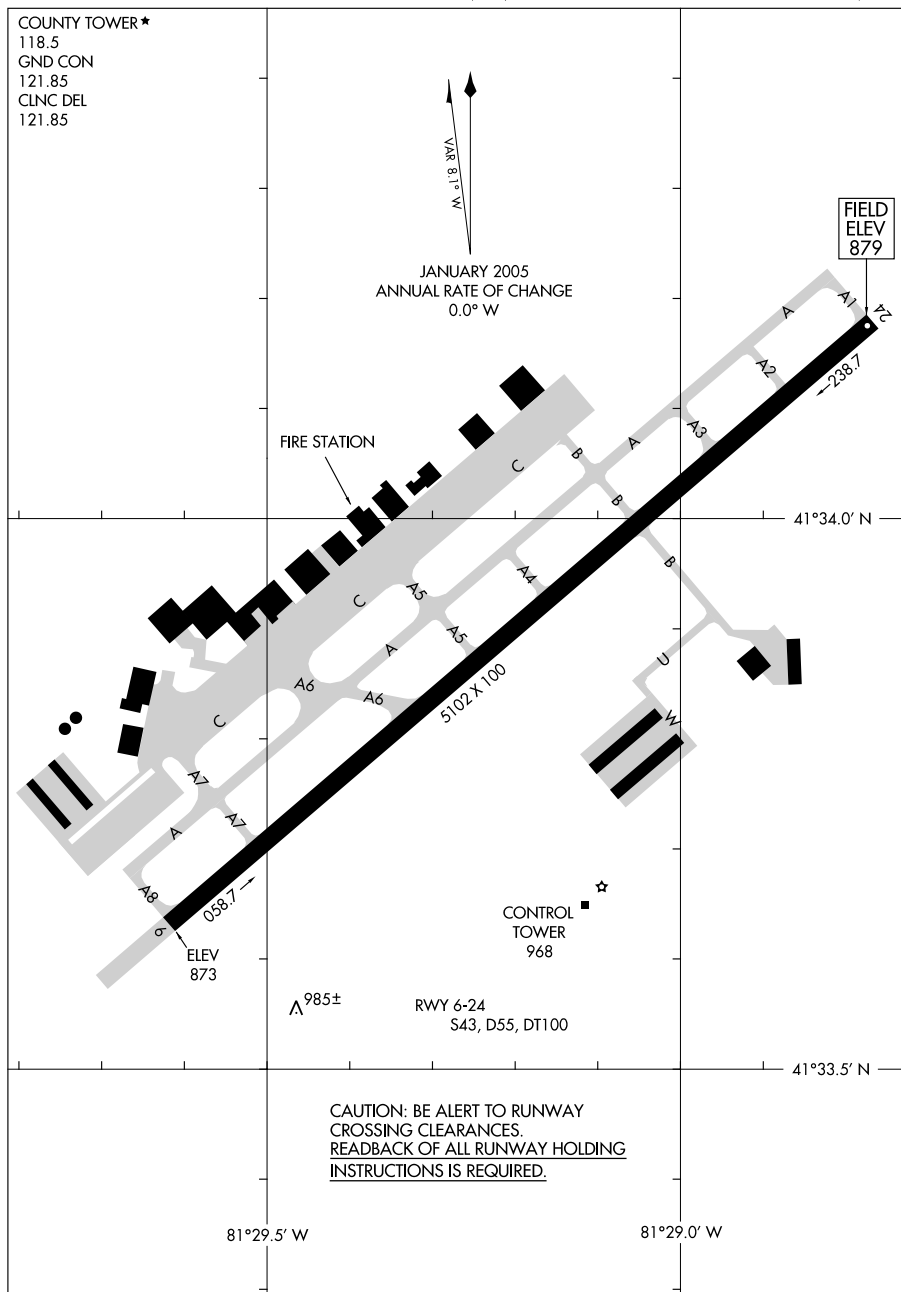 COUNTY TOWER★
118.5
GND CON
121.85
CLNC DEL
121.85
VAR 8.1° W
JANUARY 2005
ANNUAL RATE OF CHANGE
0.0° W
FIELD
ELEV
879
A1
24
A
A2
238.7
A3
A
B
C
FIRE STATION
B
41°34.0' N
B
A4
A5
C
A5
A
U
A6
A6
5102 X 100
C
W
A7
A7
A
A8
058.7
6
ELEV
873
CONTROL
TOWER
968
985±
RWY 6-24
S43, D55, DT100
41°33.5' N
CAUTION: BE ALERT TO RUNWAY
CROSSING CLEARANCES.
READBACK OF ALL RUNWAY HOLDING
INSTRUCTIONS IS REQUIRED.
81°29.5' W
81°29.0' W